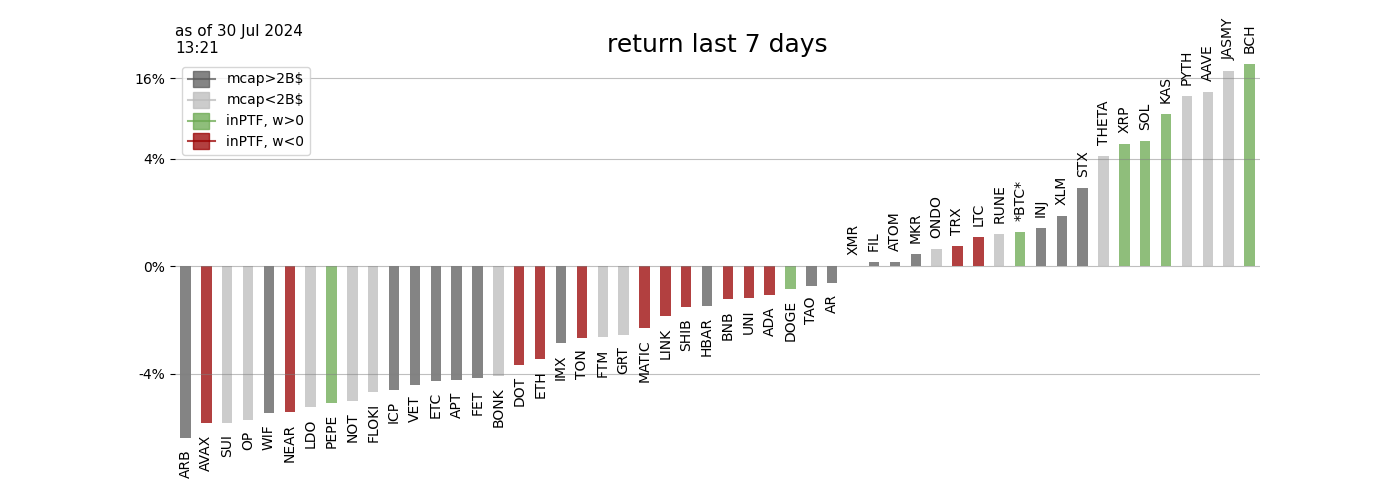 as of 30 Jul 2024
13:21
return last 7 days
mcap>2B$
mcap<2B$
inPTF, w>0
inPTF, w<0
16%
4%
0%
-4%
ARB
AVAX
SUI
OP
WIF
NEAR
LDO
PEPE
NOT
FLOKI
ICP
VET
ETC
APT
FET
BONK
DOT
ETH
IMX
TON
FTM
GRT
MATIC
LINK
SHIB
HBAR
BNB
UNI
ADA
DOGE
TAO
AR
XMR
FIL
ATOM
MKR
ONDO
TRX
LTC
RUNE
*BTC*
INJ
XLM
STX
THETA
XRP
SOL
KAS
PYTH
AAVE
JASMY
BCH